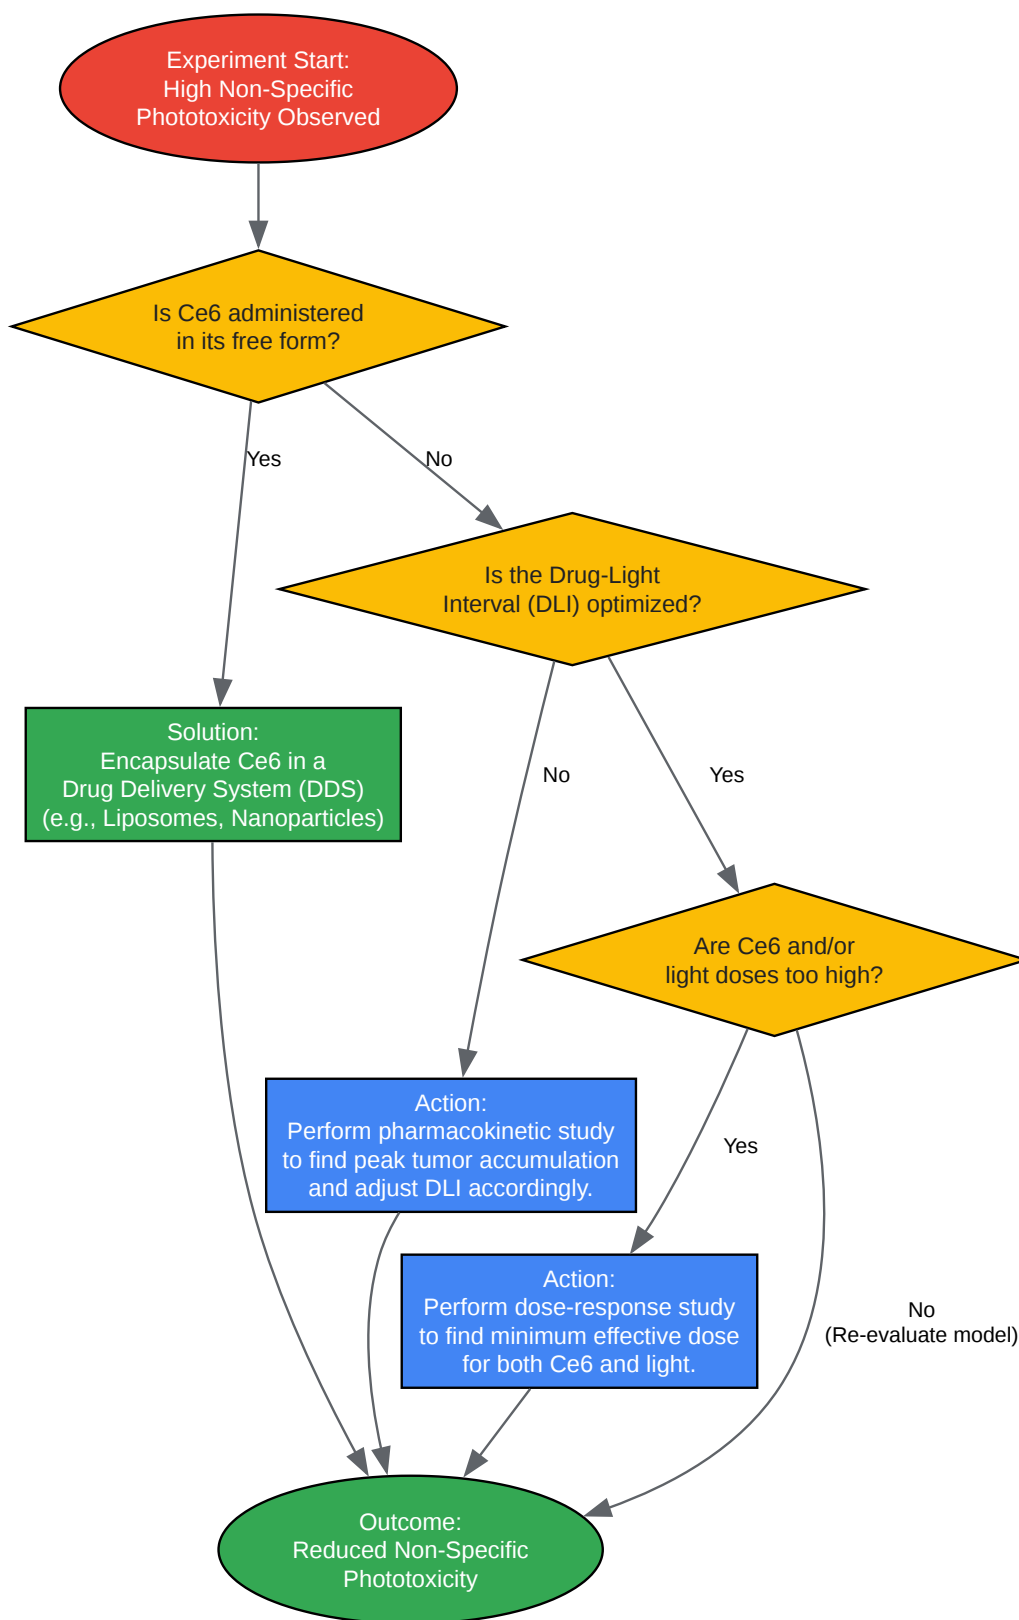 Experiment Start:
High Non-Specific
Phototoxicity Observed
Is Ce6 administered
in its free form?
Yes
No
Is the Drug-Light
Interval (DLI) optimized?
Solution:
Encapsulate Ce6 in a
Drug Delivery System (DDS)
(e.g., Liposomes, Nanoparticles)
No
Yes
Are Ce6 and/or
light doses too high?
Action:
Perform pharmacokinetic study
to find peak tumor accumulation
and adjust DLI accordingly.
Yes
Action:
Perform dose-response study
to find minimum effective dose
for both Ce6 and light.
No
(Re-evaluate model)
Outcome:
Reduced Non-Specific
Phototoxicity